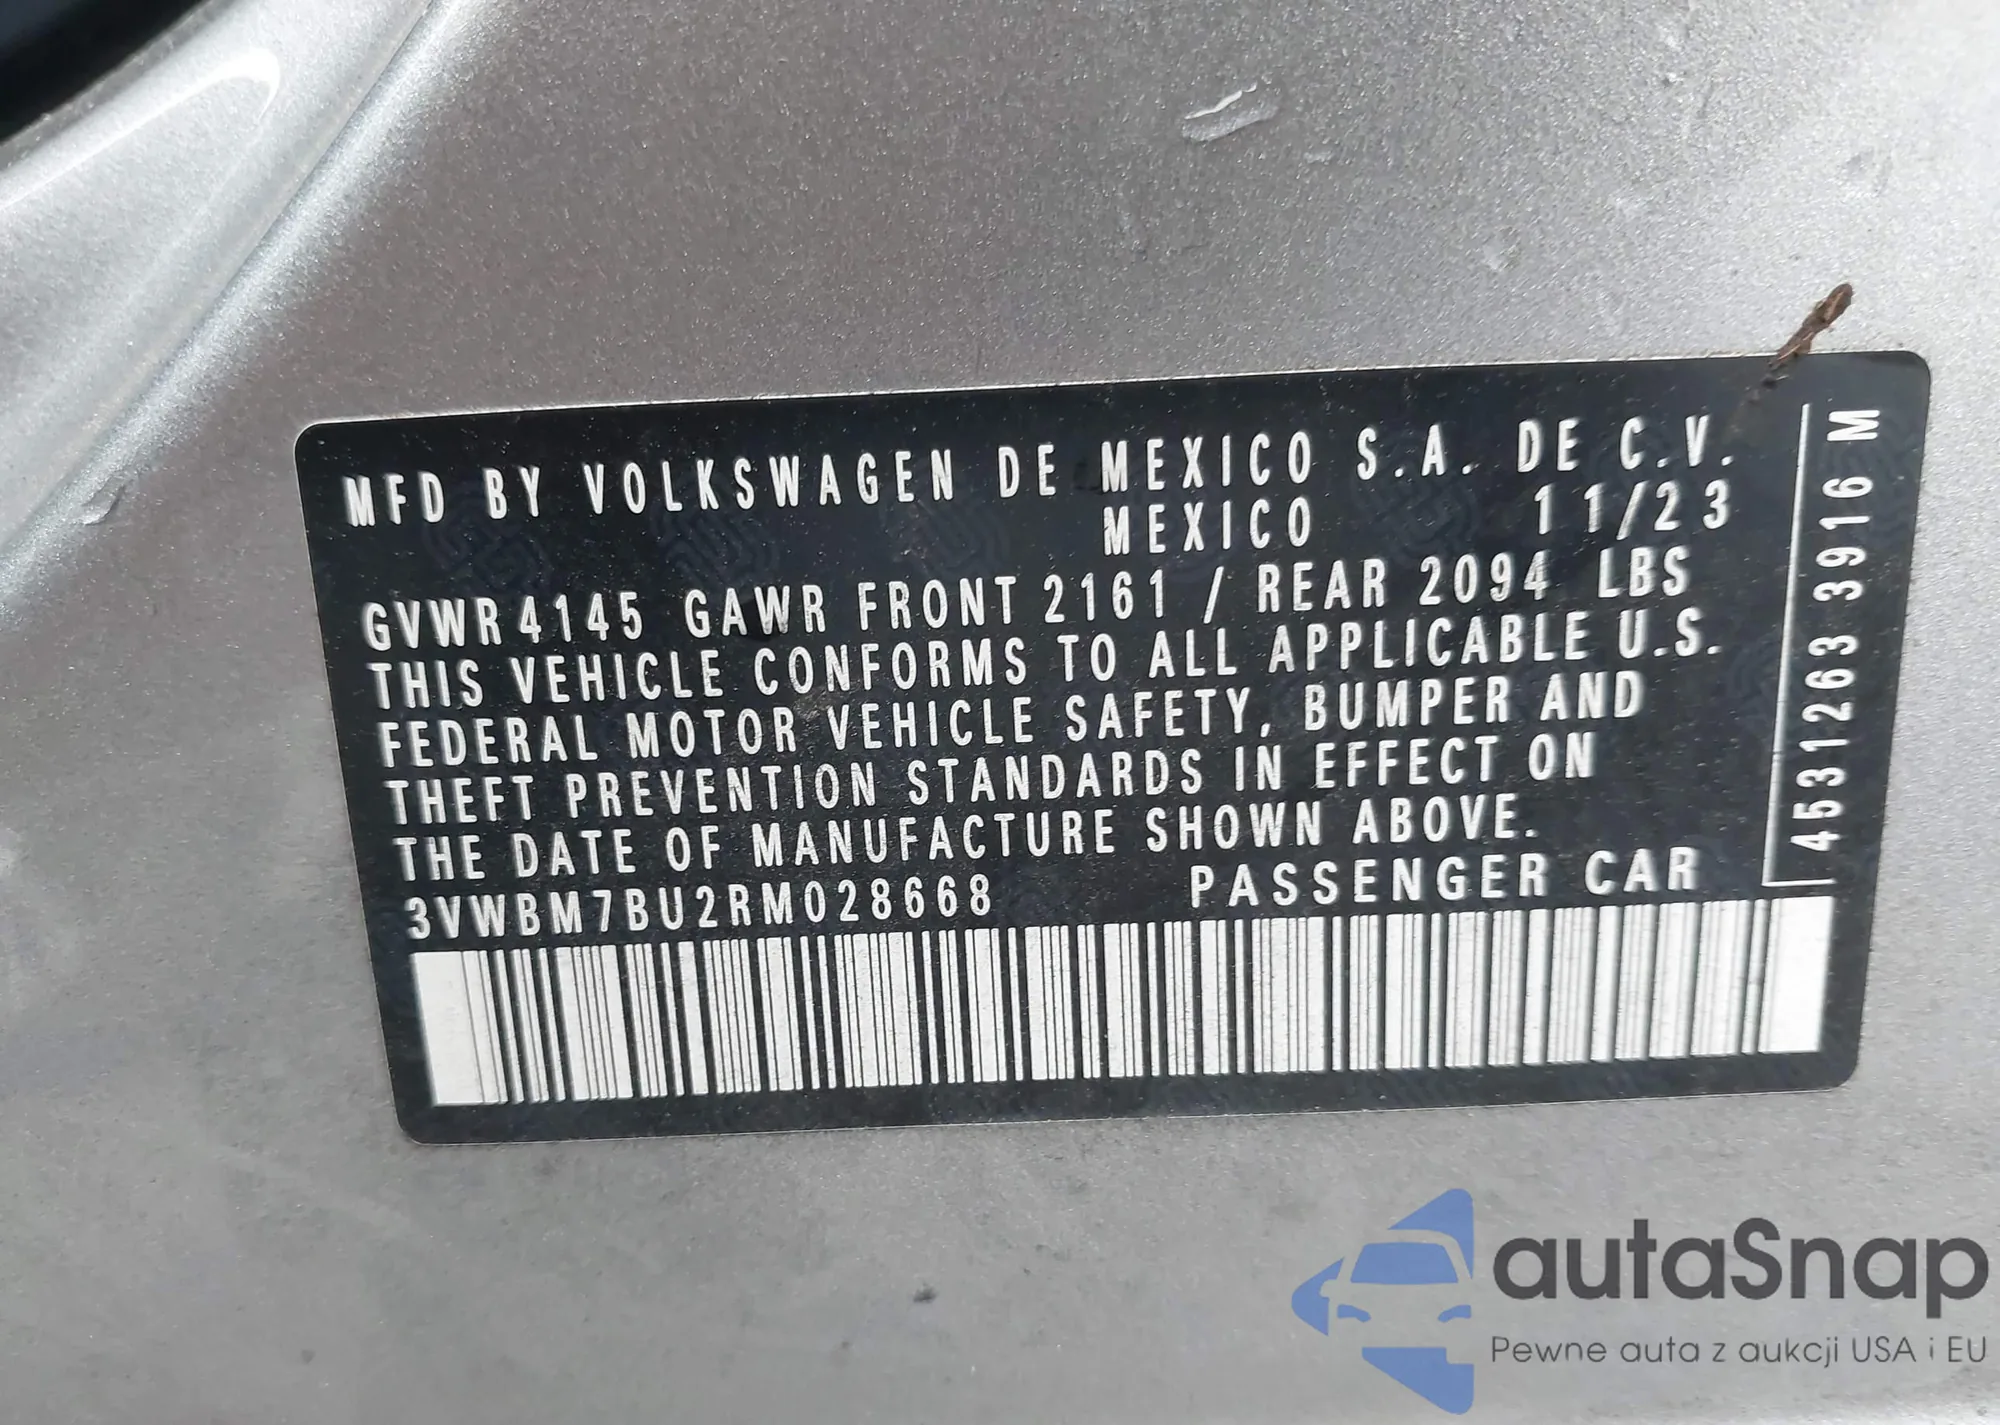 MFD BY VOLKSWAGEN DE MEXICO S.A. DE C.V.
MEXICO 11/23
GVWR 4145 GAWR FRONT 2161 / REAR 2094 LBS
THIS VEHICLE CONFORMS TO ALL APPLICABLE U.S.
FEDERAL MOTOR VEHICLE SAFETY, BUMPER AND
THEFT PREVENTION STANDARDS IN EFFECT ON
THE DATE OF MANUFACTURE SHOWN ABOVE.
3VWBM7BU2RM028668 PASSENGER CAR
4531263 3916 M
autaSnap
Pewne auta z aukcji USA i EU